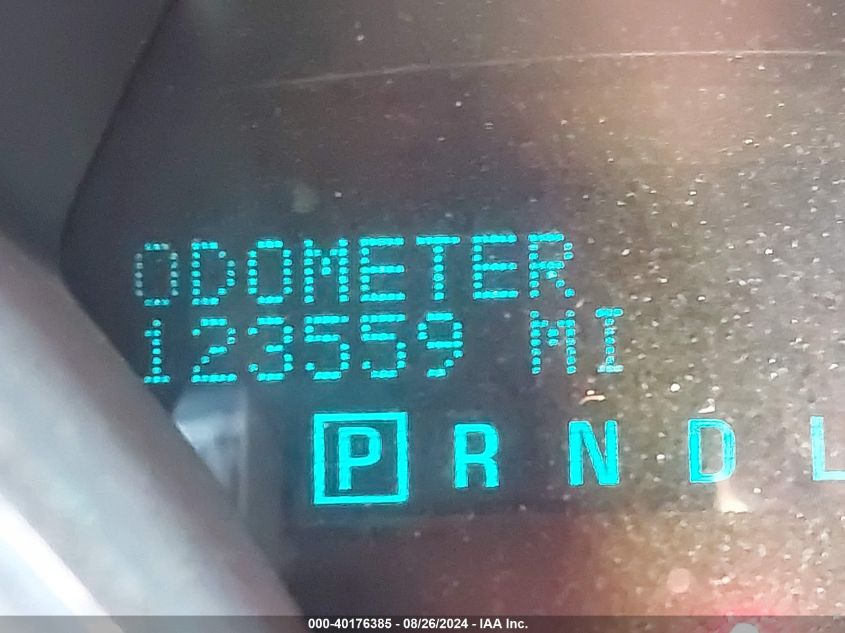 ODOMETER
123559 MI
P R N D L
000-40176385 - 08/26/2024 - IAA Inc.